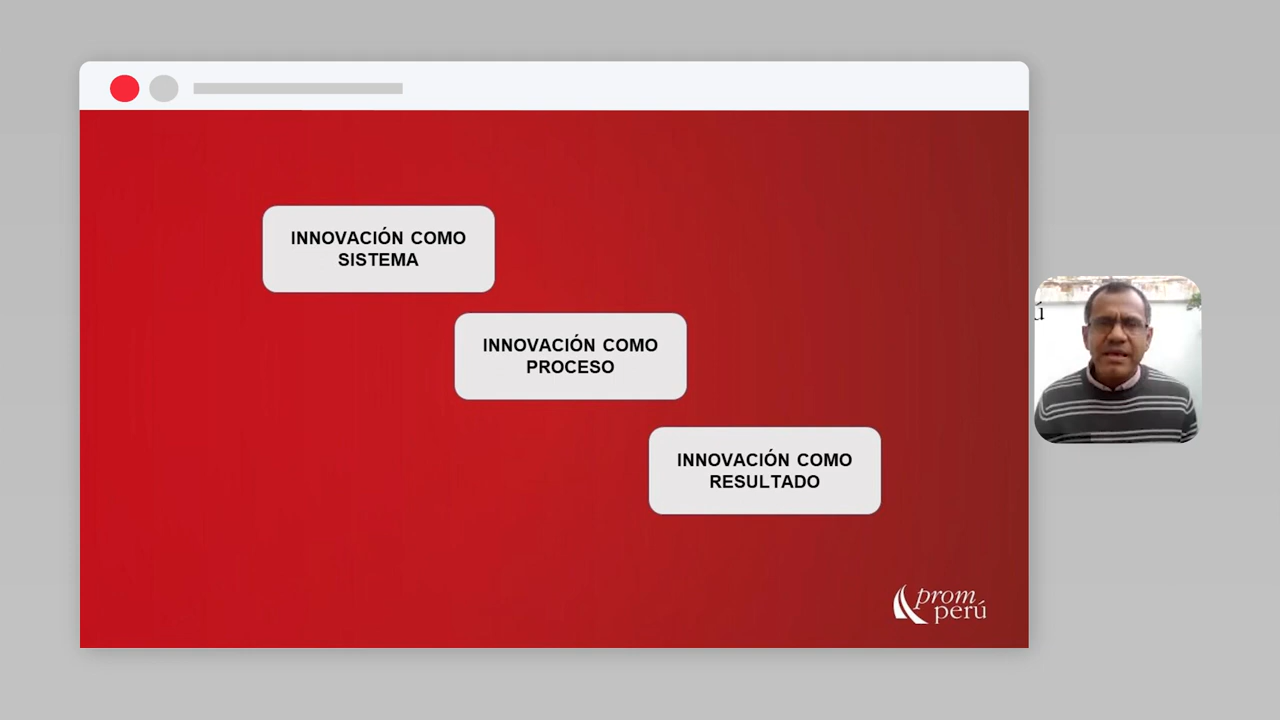 INNOVACIÓN COMO
SISTEMA
INNOVACIÓN COMO
PROCESO
INNOVACIÓN COMO
RESULTADO
prom
perú
ú